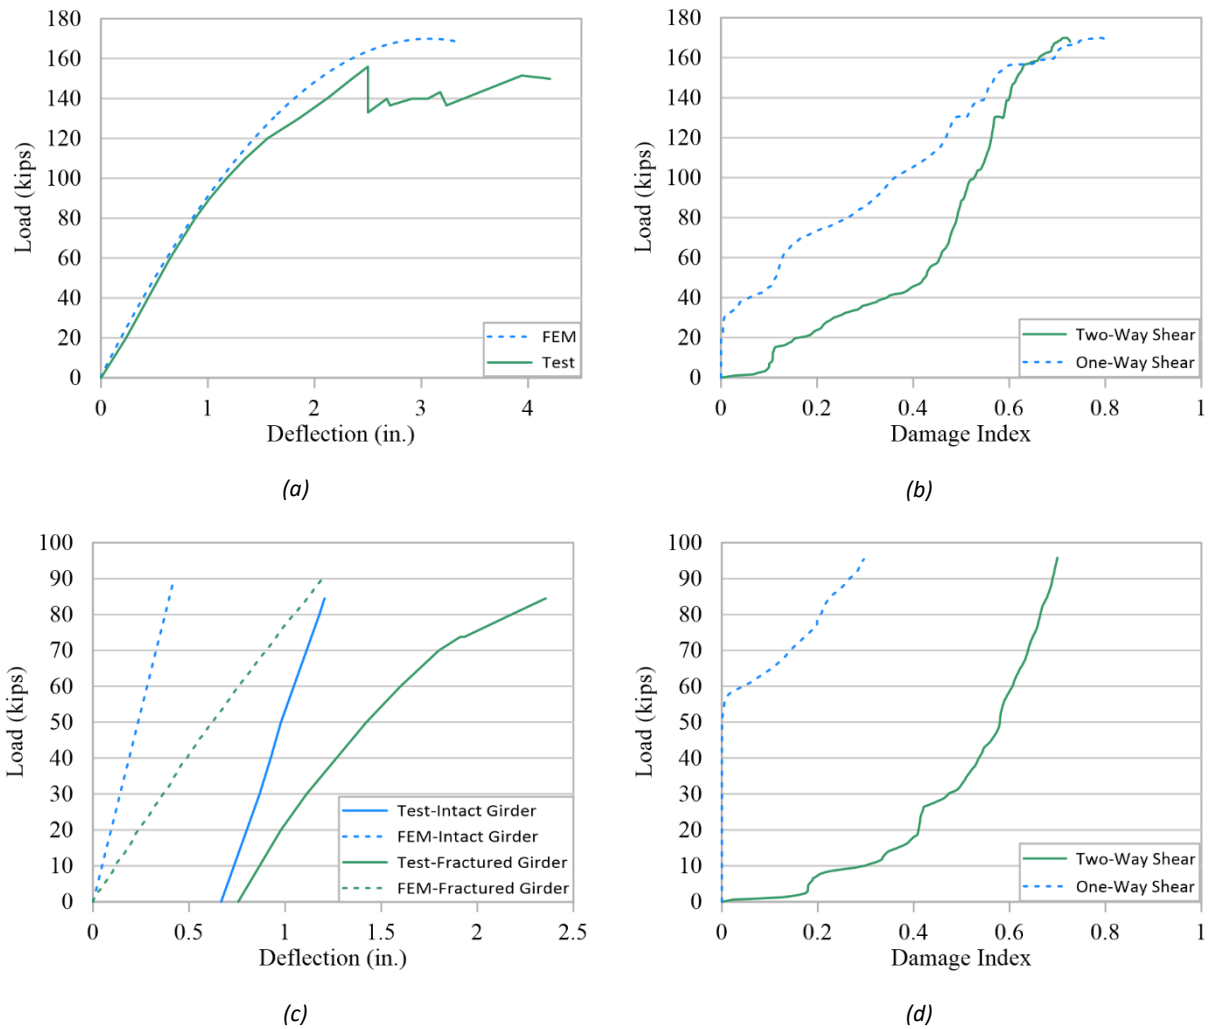 180
160
140
120
100
80
60
40
20
0
Load (kips)
FEM
Test
0 1 2 3 4
Deflection (in.)
(a)
180
160
140
120
100
80
60
40
20
0
Load (kips)
Two-Way Shear
One-Way Shear
0 0.2 0.4 0.6 0.8 1
Damage Index
(b)
100
90
80
70
60
50
40
30
20
10
0
Load (kips)
Test-Intact Girder
FEM-Intact Girder
Test-Fractured Girder
FEM-Fractured Girder
0 0.5 1 1.5 2 2.5
Deflection (in.)
(c)
100
90
80
70
60
50
40
30
20
10
0
Load (kips)
Two-Way Shear
One-Way Shear
0 0.2 0.4 0.6 0.8 1
Damage Index
(d)